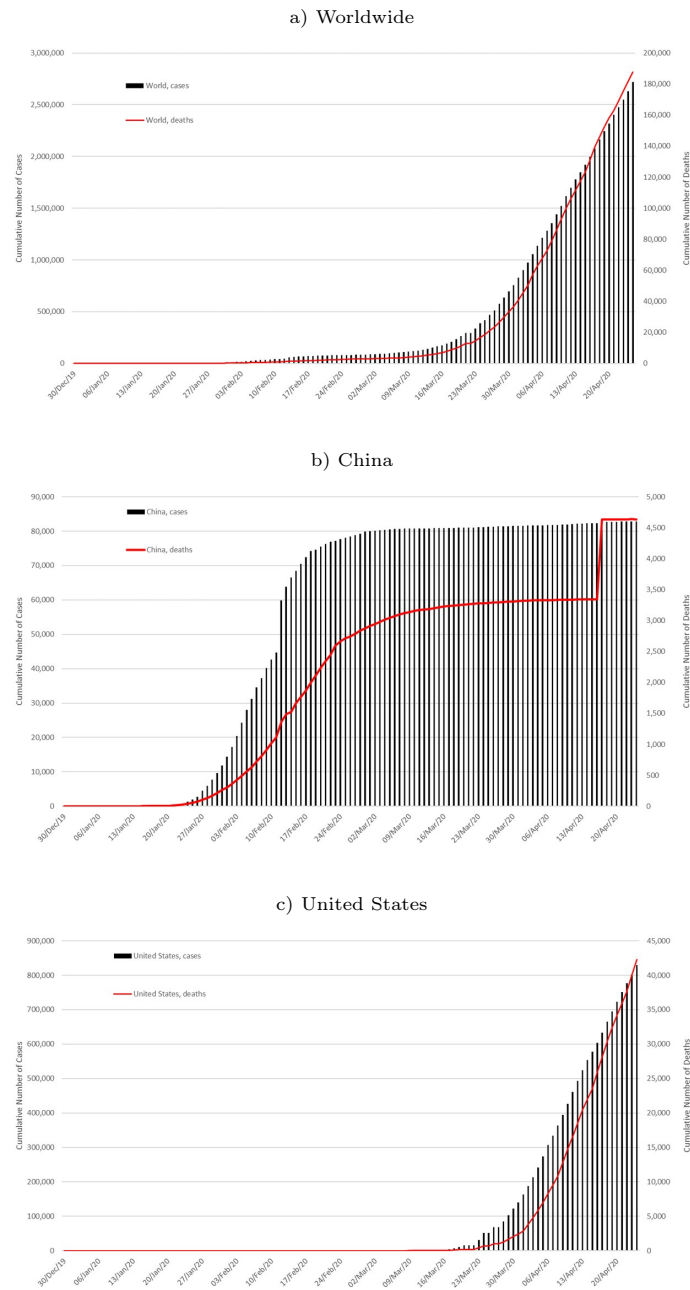 a) Worldwide
3,000,000
2,500,000
2,000,000
1,500,000
1,000,000
500,000
0
Cumulative Number of Cases
World, cases
World, deaths
200,000
180,000
160,000
140,000
120,000
100,000
80,000
60,000
40,000
20,000
0
Cumulative Number of Deaths
30/Dec/19
06/Jan/20
13/Jan/20
20/Jan/20
27/Jan/20
03/Feb/20
10/Feb/20
17/Feb/20
24/Feb/20
02/Mar/20
09/Mar/20
16/Mar/20
23/Mar/20
30/Mar/20
06/Apr/20
13/Apr/20
20/Apr/20
b) China
90,000
80,000
70,000
60,000
50,000
40,000
30,000
20,000
10,000
0
Cumulative Number of Cases
China, cases
China, deaths
5,000
4,500
4,000
3,500
3,000
2,500
2,000
1,500
1,000
500
0
Cumulative Number of Deaths
30/Dec/19
06/Jan/20
13/Jan/20
20/Jan/20
27/Jan/20
03/Feb/20
10/Feb/20
17/Feb/20
24/Feb/20
02/Mar/20
09/Mar/20
16/Mar/20
23/Mar/20
30/Mar/20
06/Apr/20
13/Apr/20
20/Apr/20
c) United States
900,000
800,000
700,000
600,000
500,000
400,000
300,000
200,000
100,000
0
Cumulative Number of Cases
United States, cases
United States, deaths
45,000
40,000
35,000
30,000
25,000
20,000
15,000
10,000
5,000
0
Cumulative Number of Deaths
30/Dec/19
06/Jan/20
13/Jan/20
20/Jan/20
27/Jan/20
03/Feb/20
10/Feb/20
17/Feb/20
24/Feb/20
02/Mar/20
09/Mar/20
16/Mar/20
23/Mar/20
30/Mar/20
06/Apr/20
13/Apr/20
20/Apr/20